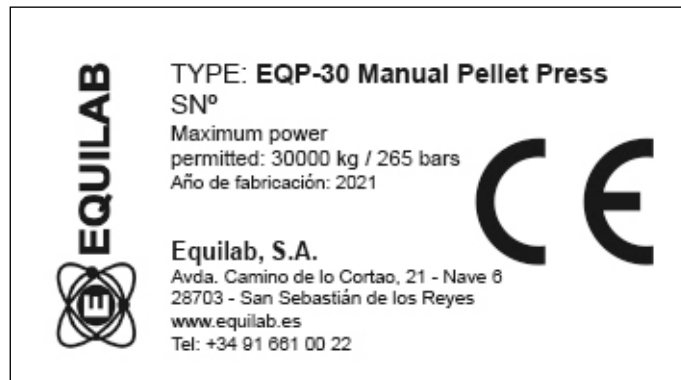 EQUILAB
TYPE: EQP-30 Manual Pellet Press
SNº
Maximum power
permitted: 30000 kg / 265 bars
Año de fabricación: 2021
CE
Equilab, S.A.
Avda. Camino de lo Cortao, 21 - Nave 6
28703 - San Sebastián de los Reyes
www.equilab.es
Tel: +34 91 661 00 22
E